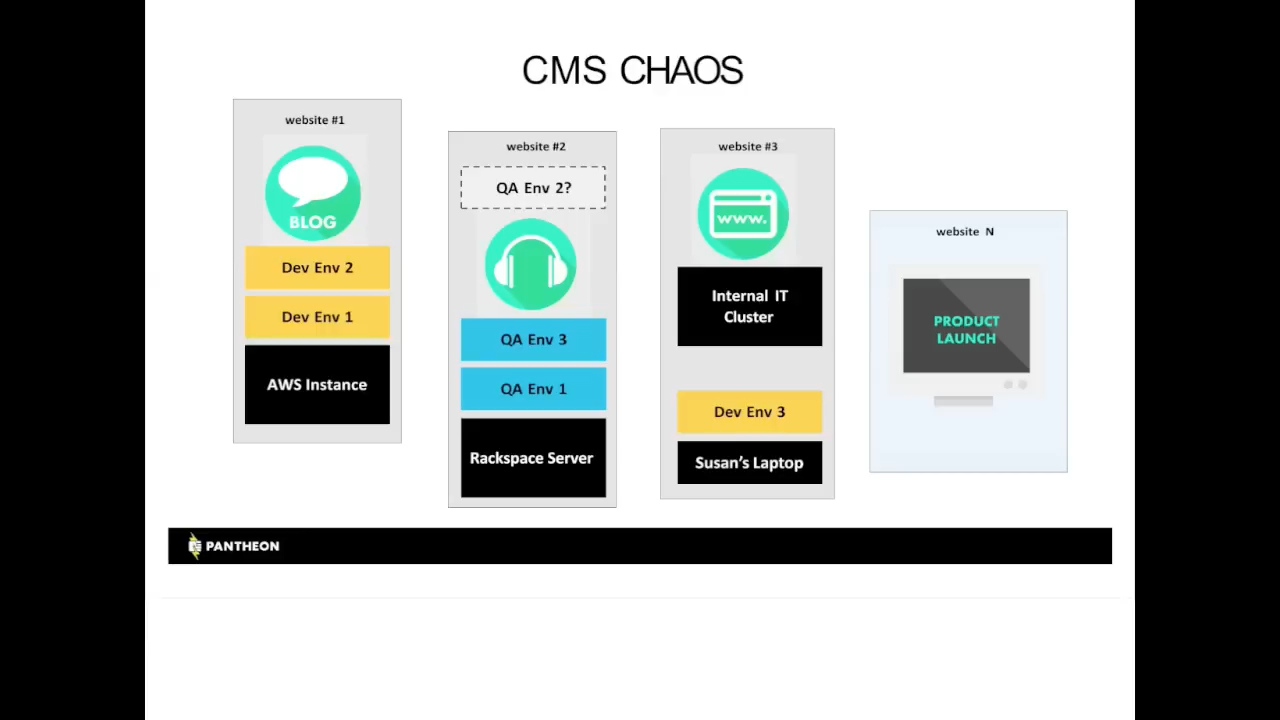 CMS CHAOS
website #1
BLOG
Dev Env 2
Dev Env 1
AWS Instance
website #2
QA Env 2?
QA Env 3
QA Env 1
Rackspace Server
website #3
www.
Internal IT
Cluster
Dev Env 3
Susan's Laptop
website N
PRODUCT
LAUNCH
PANTHEON